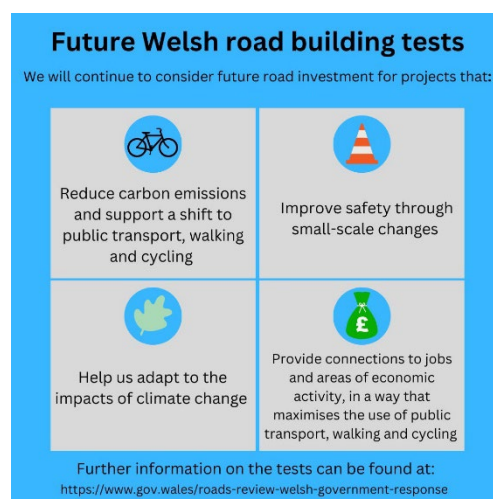 Future Welsh road building tests
We will continue to consider future road investment for projects that:
Reduce carbon emissions
and support a shift to
public transport, walking
and cycling
Improve safety through
small-scale changes
Help us adapt to the
impacts of climate change
£
Provide connections to jobs
and areas of economic
activity, in a way that
maximises the use of public
transport, walking and cycling
Further information on the tests can be found at:
https://www.gov.wales/roads-review-welsh-government-response